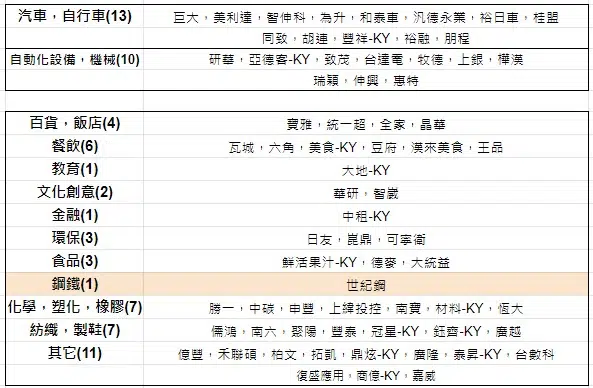 汽車，自行車(13) 巨大，美利達，智伸科，為升，和泰車，汎德永業，裕日車，桂盟
同致，胡連，豐祥-KY，裕融，朋程
自動化設備，機械(10) 研華，亞德客-KY，致茂，台達電，牧德，上銀，樺漢
瑞穎，伸興，惠特
百貨，飯店(4) 寶雅，統一超，全家，晶華
餐飲(6) 瓦城，六角，美食-KY，豆府，漢來美食，王品
教育(1) 大地-KY
文化創意(2) 華研，智崴
金融(1) 中租-KY
環保(3) 日友，崑鼎，可寧衛
食品(3) 鮮活果汁-KY，德麥，大統益
鋼鐵(1) 世紀鋼
化學，塑化，橡膠(7) 勝一，中碳，申豐，上緯投控，南寶，材料-KY，恆大
紡織，製鞋(7) 儒鴻，南六，聚陽，豐泰，冠星-KY，鈺齊-KY，廣越
其它(11) 億豐，禾聯碩，柏文，拓凱，鼎炫-KY，廣隆，泰昇-KY，台數科
復盛應用，商億-KY，嘉威